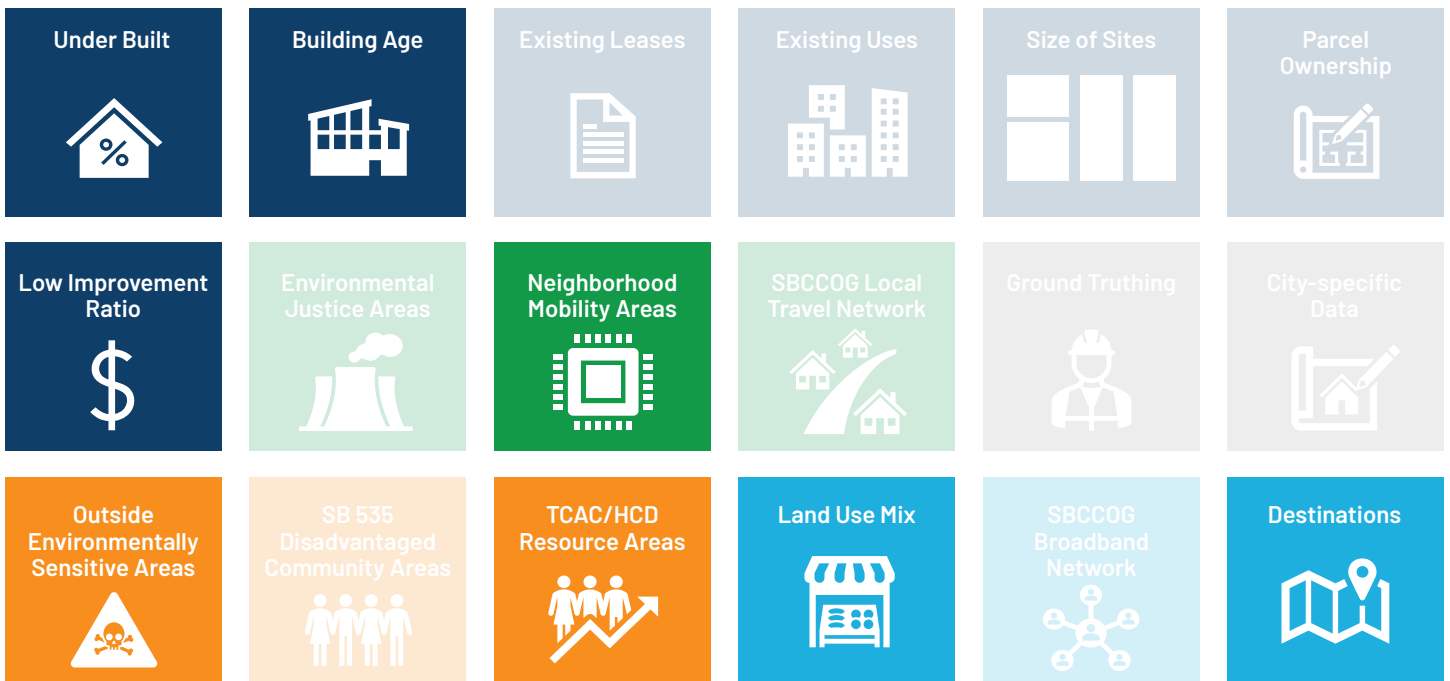 Under Built
Building Age
Existing Leases
Existing Uses
Size of Sites
Parcel
Ownership
%
Low Improvement
Ratio
$
Environmental
Justice Areas
Neighborhood
Mobility Areas
SBCCOG Local
Travel Network
Ground Truthing
City-specific
Data
Outside
Environmentally
Sensitive Areas
SB 535
Disadvantaged
Community Areas
TCAC/HCD
Resource Areas
Land Use Mix
SBCCOG
Broadband
Network
Destinations